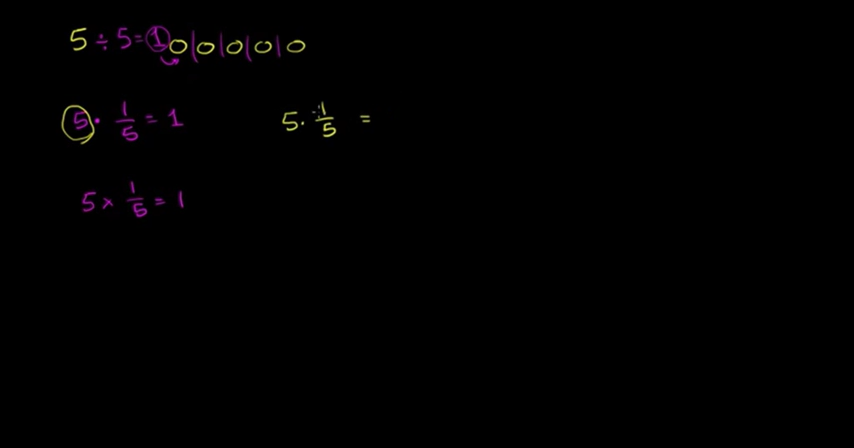 5 ÷ 5 = 1 0|0|0|0|0
5 · 1/5 = 1 5 · 1/5 =
5 × 1/5 = 1